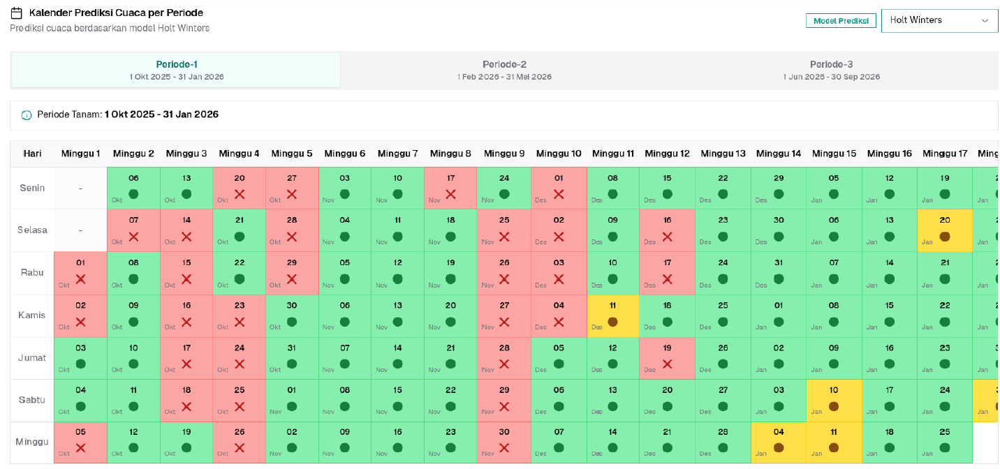 Kalender Prediksi Cuaca per Periode
Prediksi cuaca berdasarkan model Holt Winters
Model Prediksi
Holt Winters
Periode-1
1 Okt 2025 - 31 Jan 2026
Periode-2
1 Feb 2026 - 31 Mei 2026
Periode-3
1 Jun 2026 - 30 Sep 2026
Periode Tanam: 1 Okt 2025 - 31 Jan 2026
Hari Minggu 1 Minggu 2 Minggu 3 Minggu 4 Minggu 5 Minggu 6 Minggu 7 Minggu 8 Minggu 9 Minggu 10 Minggu 11 Minggu 12 Minggu 13 Minggu 14 Minggu 15 Minggu 16 Minggu 17
Senin - 06 13 20 27 03 10 17 24 01 08 15 22 29 05 12 19
Okt Okt Okt Okt Nov Nov Nov Nov Des Des Des Des Des Jan Jan Jan Jan
Selasa - 07 14 21 28 04 11 18 25 02 09 16 23 30 06 13 20
Okt Okt Okt Okt Nov Nov Nov Nov Des Des Des Des Des Jan Jan Jan Jan
Rabu 01 08 15 22 29 05 12 19 26 03 10 17 24 31 07 14 21
Okt Okt Okt Okt Okt Nov Nov Nov Nov Des Des Des Des Des Jan Jan Jan Jan
Kamis 02 09 16 23 30 06 13 20 27 04 11 18 25 01 08 15 22
Okt Okt Okt Okt Okt Nov Nov Nov Nov Des Des Des Des Jan Jan Jan Jan Jan
Jumat 03 10 17 24 31 07 14 21 28 05 12 19 26 02 09 16 23
Okt Okt Okt Okt Okt Nov Nov Nov Nov Des Des Des Des Jan Jan Jan Jan Jan
Sabtu 04 11 18 25 01 08 15 22 29 06 13 20 27 03 10 17 24
Okt Okt Okt Okt Nov Nov Nov Nov Nov Des Des Des Des Jan Jan Jan Jan Jan
Minggu 05 12 19 26 02 09 16 23 30 07 14 21 28 04 11 18 25
Okt Okt Okt Okt Nov Nov Nov Nov Nov Des Des Des Des Jan Jan Jan Jan